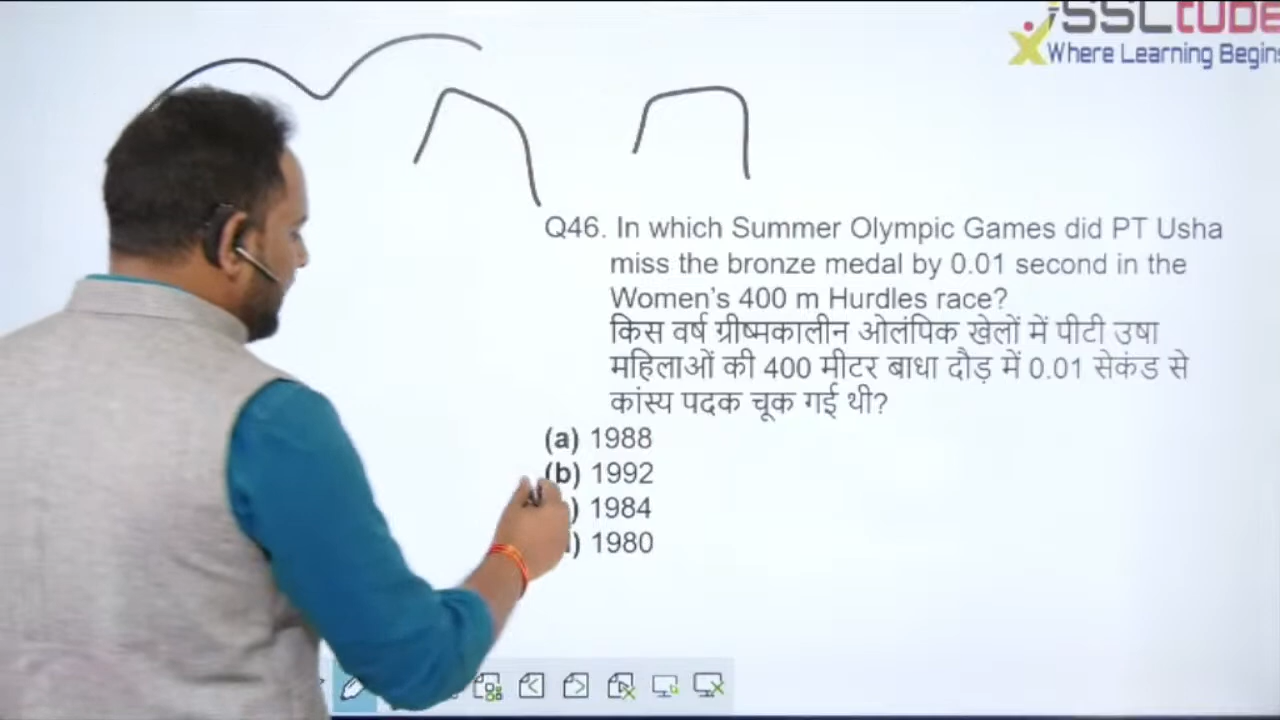 Where Learning Begins
Q46. In which Summer Olympic Games did PT Usha
miss the bronze medal by 0.01 second in the
Women's 400 m Hurdles race?
किस वर्ष ग्रीष्मकालीन ओलंपिक खेलों में पीटी उषा
महिलाओं की 400 मीटर बाधा दौड़ में 0.01 सेकंड से
कांस्य पदक चूक गई थी?
(a) 1988
(b) 1992
) 1984
) 1980